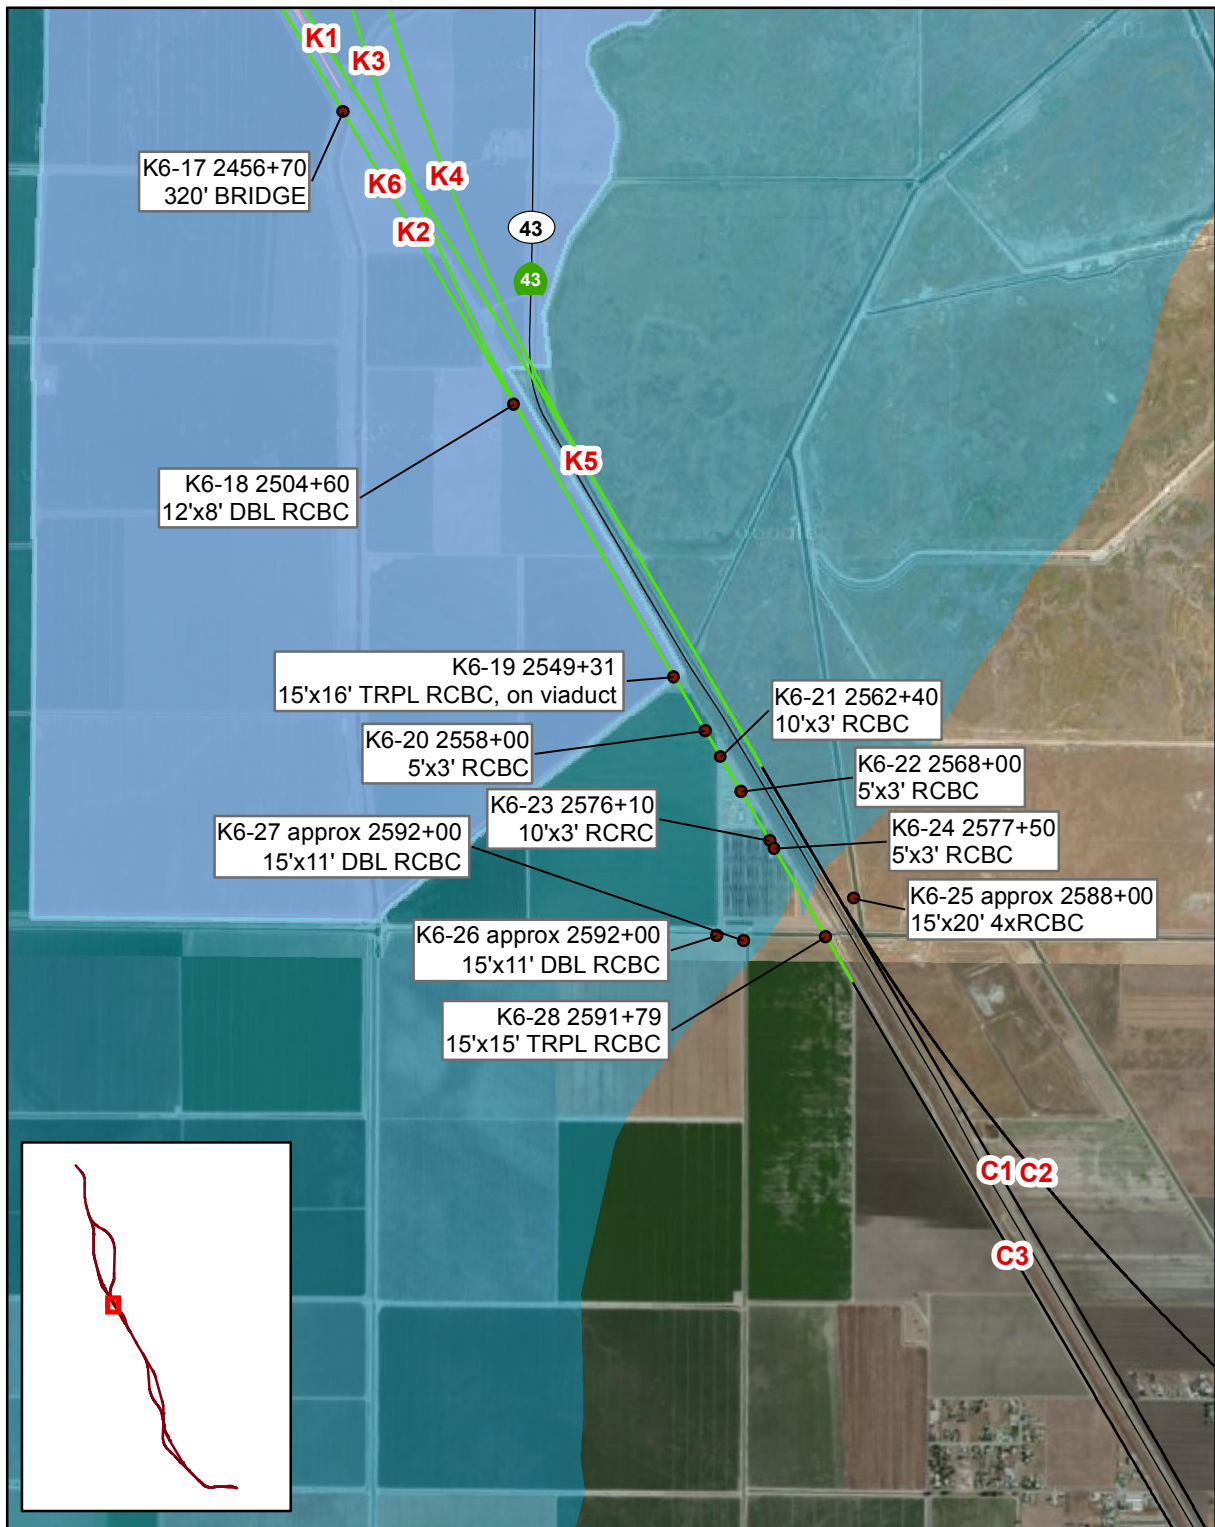 K1
K3
K6-17 2456+70
320' BRIDGE
K6
K4
K2
43
43
K5
K6-18 2504+60
12'x8' DBL RCBC
K6-19 2549+31
15'x16' TRPL RCBC, on viaduct
K6-21 2562+40
10'x3' RCBC
K6-20 2558+00
5'x3' RCBC
K6-22 2568+00
5'x3' RCBC
K6-23 2576+10
10'x3' RCRC
K6-27 approx 2592+00
15'x11' DBL RCBC
K6-24 2577+50
5'x3' RCBC
K6-25 approx 2588+00
15'x20' 4xRCBC
K6-26 approx 2592+00
15'x11' DBL RCBC
K6-28 2591+79
15'x15' TRPL RCBC
C1
C2
C3